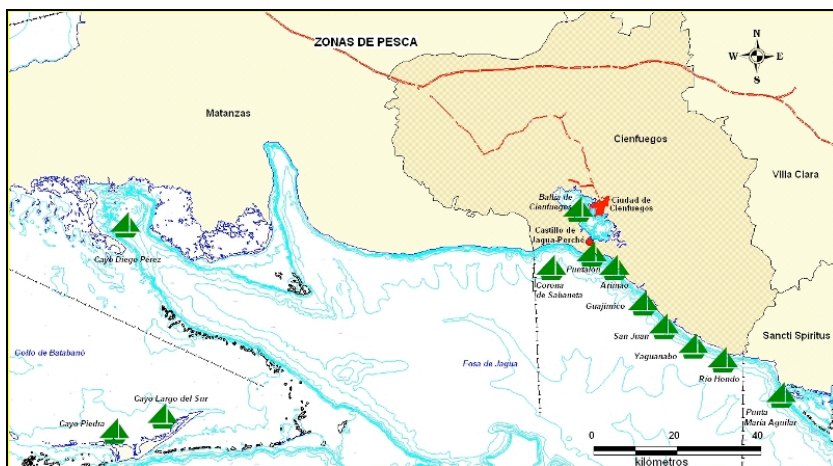 ZONAS DE PESCA
N
W E
S
Matanzas
Cienfuegos
Villa Clara
Bahía de
Cienfuegos
Ciudad de
Cienfuegos
Castillo de
Jagua-Perché
Cayo Diego Pérez
Corona
de Sabaneta
Puntalón
Arimao
Guajimico
San Juan
Sancti Spíritus
Golfo de Batabanó
Fosa de Jagua
Yaguanabo
Río Hondo
Cayo Largo del Sur
Cayo Piedra
Punta
María Aguilar
0 20 40
kilómetros